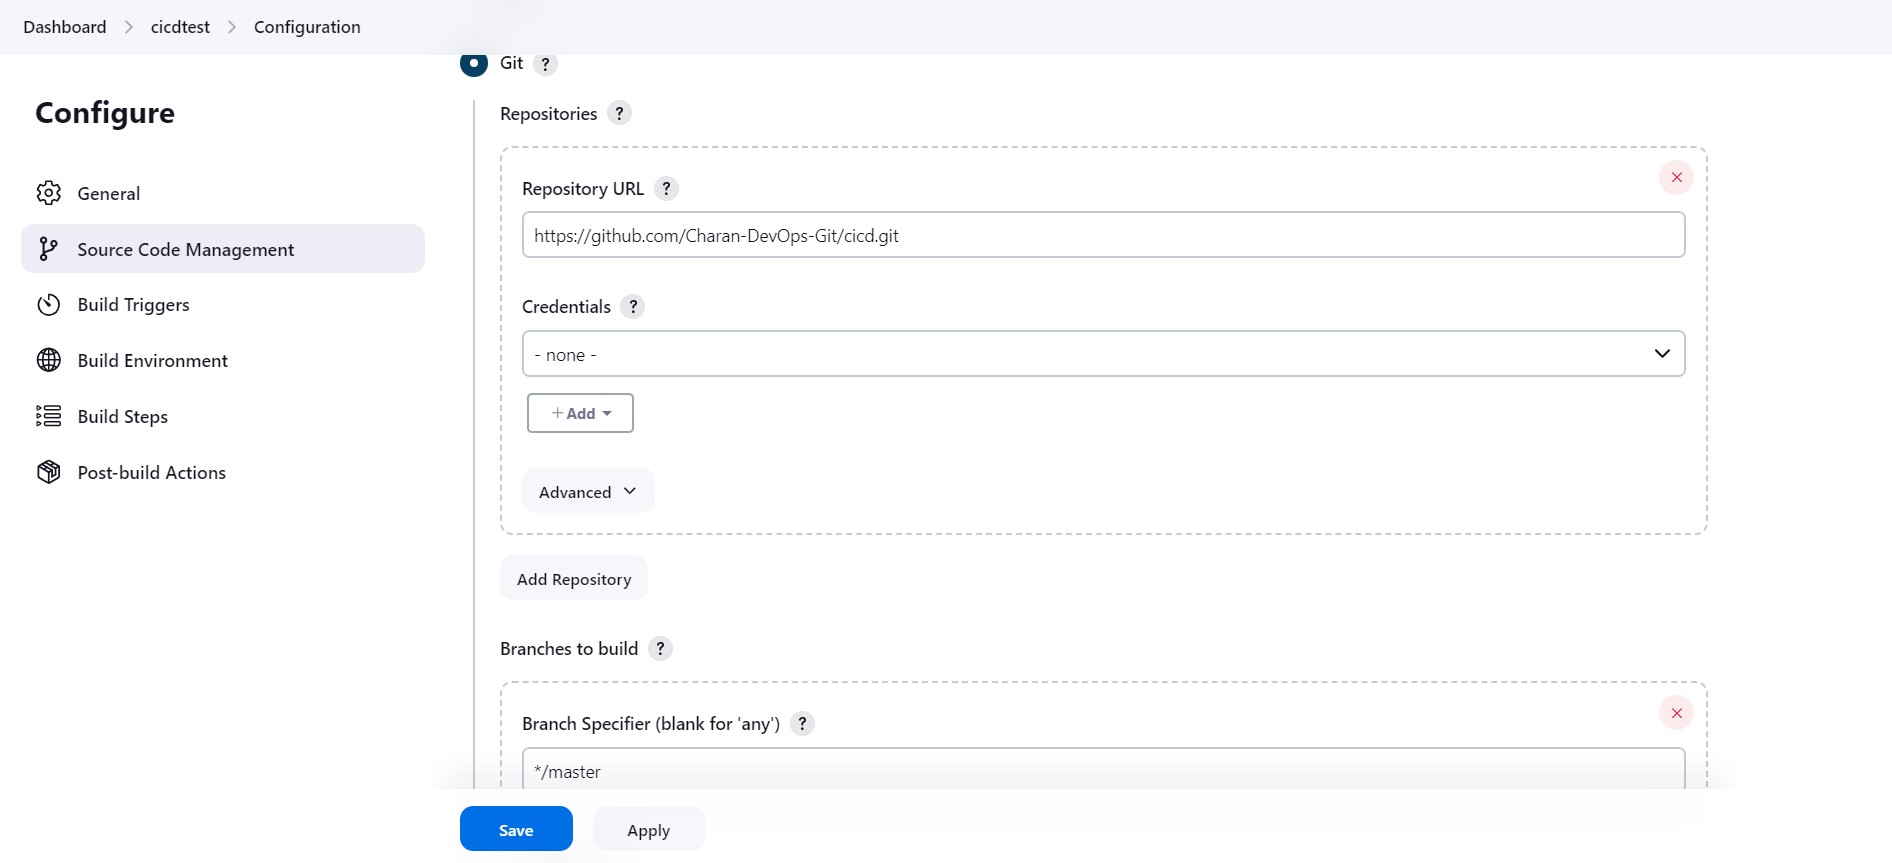 Dashboard > cicdtest > Configuration
Configure
General
Source Code Management
Build Triggers
Build Environment
Build Steps
Post-build Actions
Git ?
Repositories ?
Repository URL ?
https://github.com/Charan-DevOps-Git/cicd.git
Credentials ?
- none -
+ Add
Advanced
Add Repository
Branches to build ?
Branch Specifier (blank for 'any') ?
*/master
Save
Apply